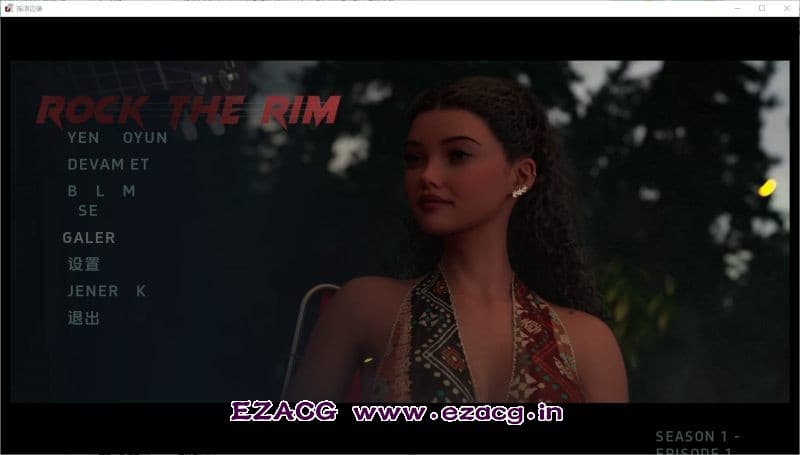 摇滚边缘
ROCK THE RIM
YEN OYUN
DEVAM ET
B L M
SE
GALER
设置
JENER K
退出
EZACG www.ezacg.in
SEASON 1 -
EPISODE 1